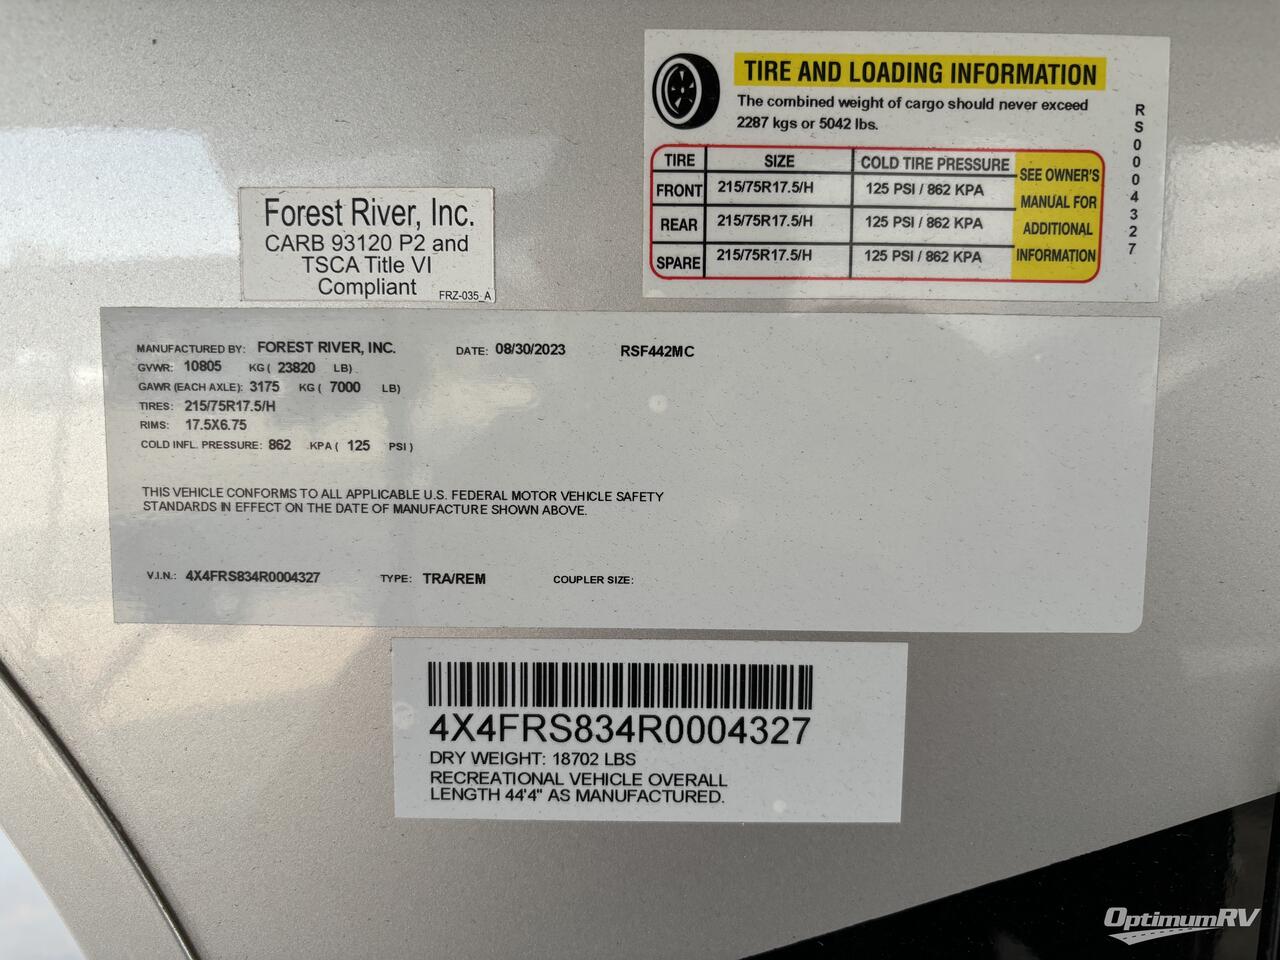 TIRE AND LOADING INFORMATION
The combined weight of cargo should never exceed
2287 kgs or 5042 lbs.
TIRE SIZE COLD TIRE PRESSURE
FRONT 215/75R17.5/H 125 PSI / 862 KPA
REAR 215/75R17.5/H 125 PSI / 862 KPA
SPARE 215/75R17.5/H 125 PSI / 862 KPA
SEE OWNER'S
MANUAL FOR
ADDITIONAL
INFORMATION
RS0004327
Forest River, Inc.
CARB 93120 P2 and
TSCA Title VI
Compliant
FRZ-035_A
MANUFACTURED BY: FOREST RIVER, INC. DATE: 08/30/2023 RSF442MC
GVWR: 10805 KG ( 23820 LB)
GAWR (EACH AXLE): 3175 KG ( 7000 LB)
TIRES: 215/75R17.5/H
RIMS: 17.5X6.75
COLD INFL. PRESSURE: 862 KPA ( 125 PSI )
THIS VEHICLE CONFORMS TO ALL APPLICABLE U.S. FEDERAL MOTOR VEHICLE SAFETY
STANDARDS IN EFFECT ON THE DATE OF MANUFACTURE SHOWN ABOVE.
V.I.N.: 4X4FRS834R0004327 TYPE: TRA/REM COUPLER SIZE:
4X4FRS834R0004327
DRY WEIGHT: 18702 LBS
RECREATIONAL VEHICLE OVERALL
LENGTH 44'4" AS MANUFACTURED.
OptimumRV